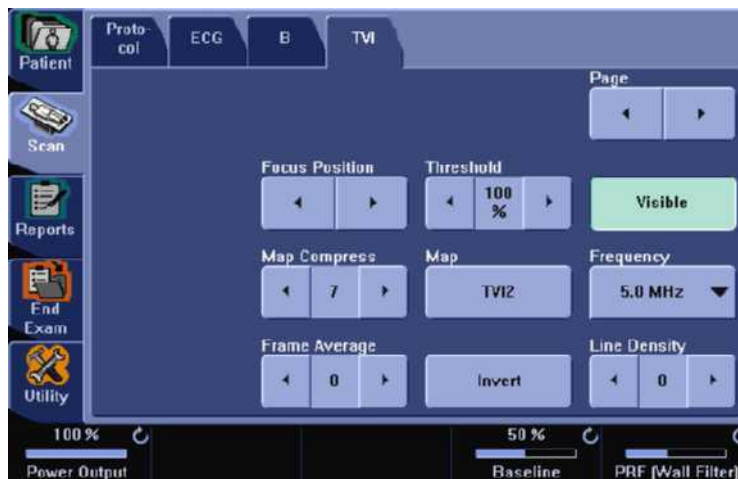 Patient
Scan
Reports
End
Exam
Utility
Proto-
col
ECG
B
TVI
Page
Focus Position
Threshold
100
%
Visible
Map Compress
7
Map
TVI2
Frequency
5.0 MHz
Frame Average
0
Invert
Line Density
0
100 %
Power Output
50 %
Baseline
PRF (Wall Filter)